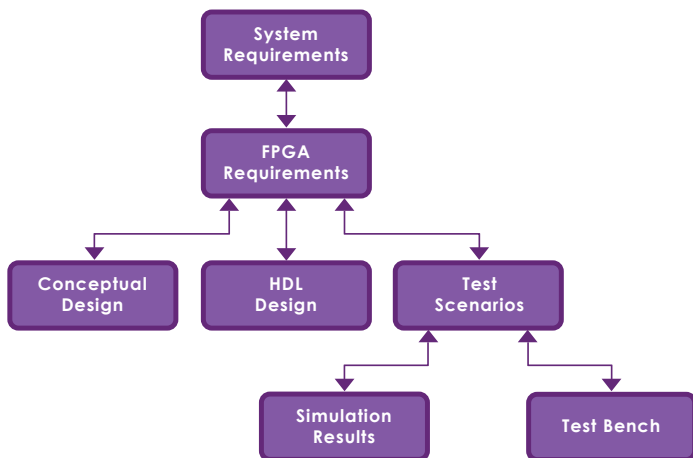 System
Requirements
FPGA
Requirements
Conceptual
Design
HDL
Design
Test
Scenarios
Simulation
Results
Test Bench